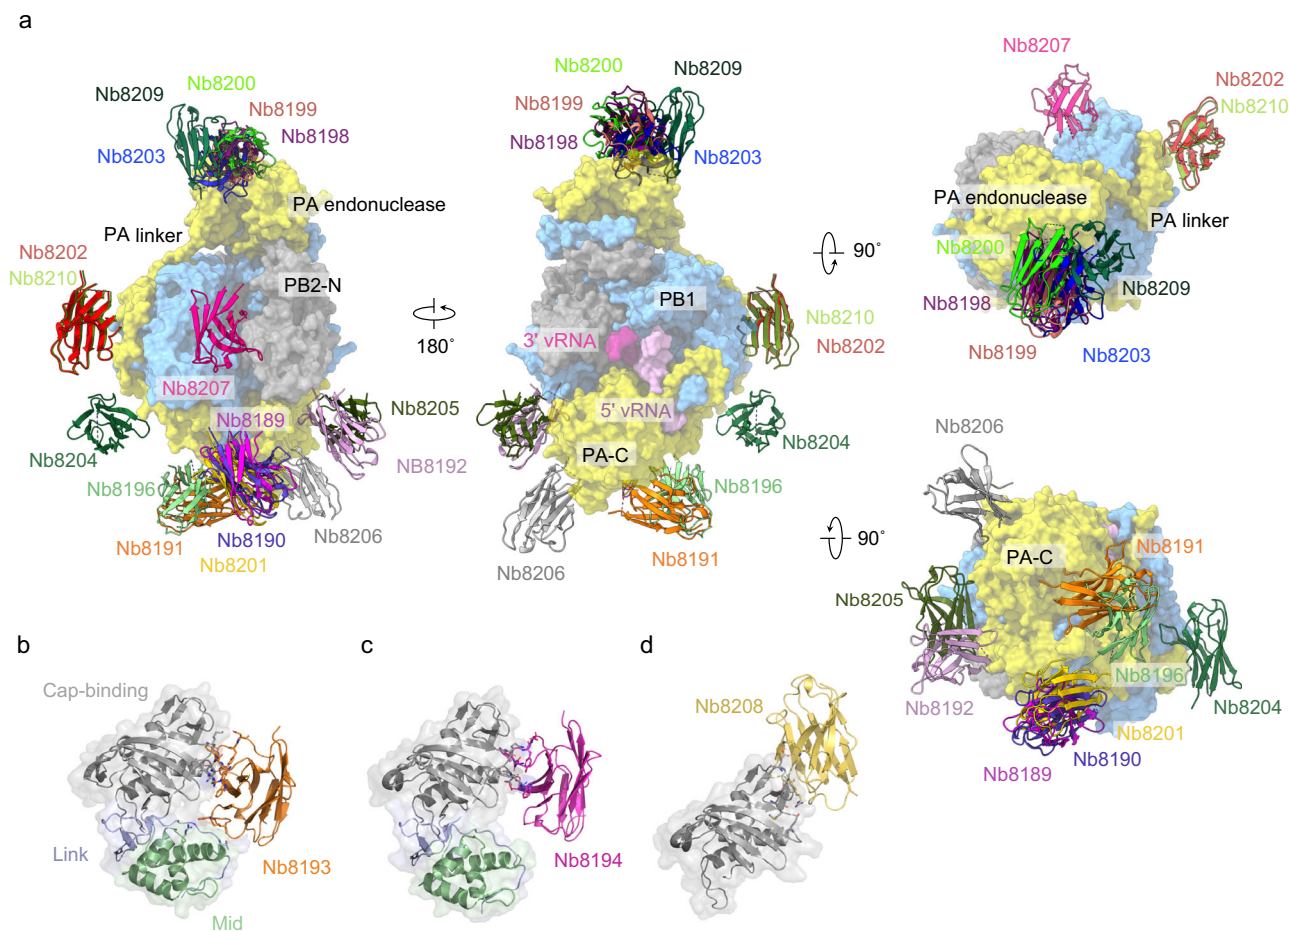 a
Nb8200
Nb8209
Nb8199
Nb8198
Nb8203
PA endonuclease
PA linker
Nb8202
Nb8210
PB2-N
Nb8207
Nb8189
Nb8205
Nb8204
NB8192
Nb8196
Nb8191
Nb8190
Nb8206
Nb8201
180°
Nb8200
Nb8209
Nb8199
Nb8198
Nb8203
PB1
3' vRNA
Nb8210
Nb8202
5' vRNA
Nb8204
PA-C
Nb8196
Nb8206
Nb8191
90°
Nb8207
Nb8202
Nb8210
PA endonuclease
PA linker
Nb8200
Nb8209
Nb8198
Nb8199
Nb8203
90°
Nb8206
Nb8191
PA-C
Nb8205
Nb8196
Nb8192
Nb8204
Nb8201
Nb8190
Nb8189
b
Cap-binding
Link
Nb8193
Mid
c
Nb8194
d
Nb8208